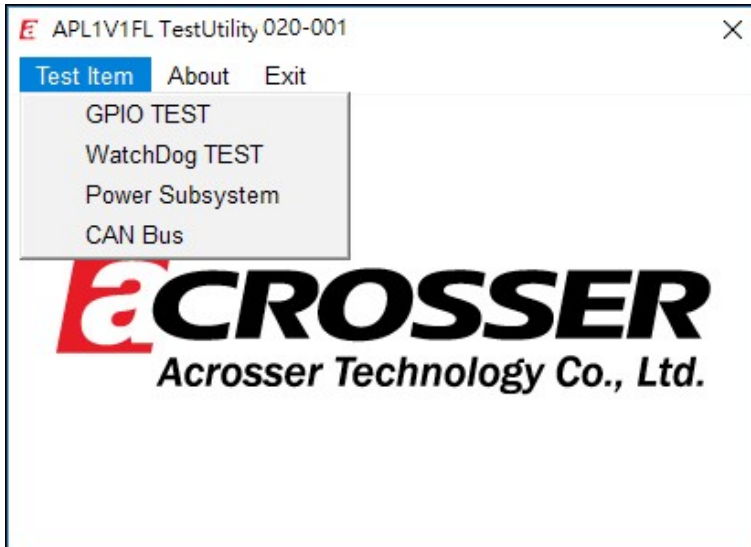 APL1V1FL TestUtility 020-001
Test Item About Exit
GPIO TEST
WatchDog TEST
Power Subsystem
CAN Bus
aCROSSER
Acrosser Technology Co., Ltd.